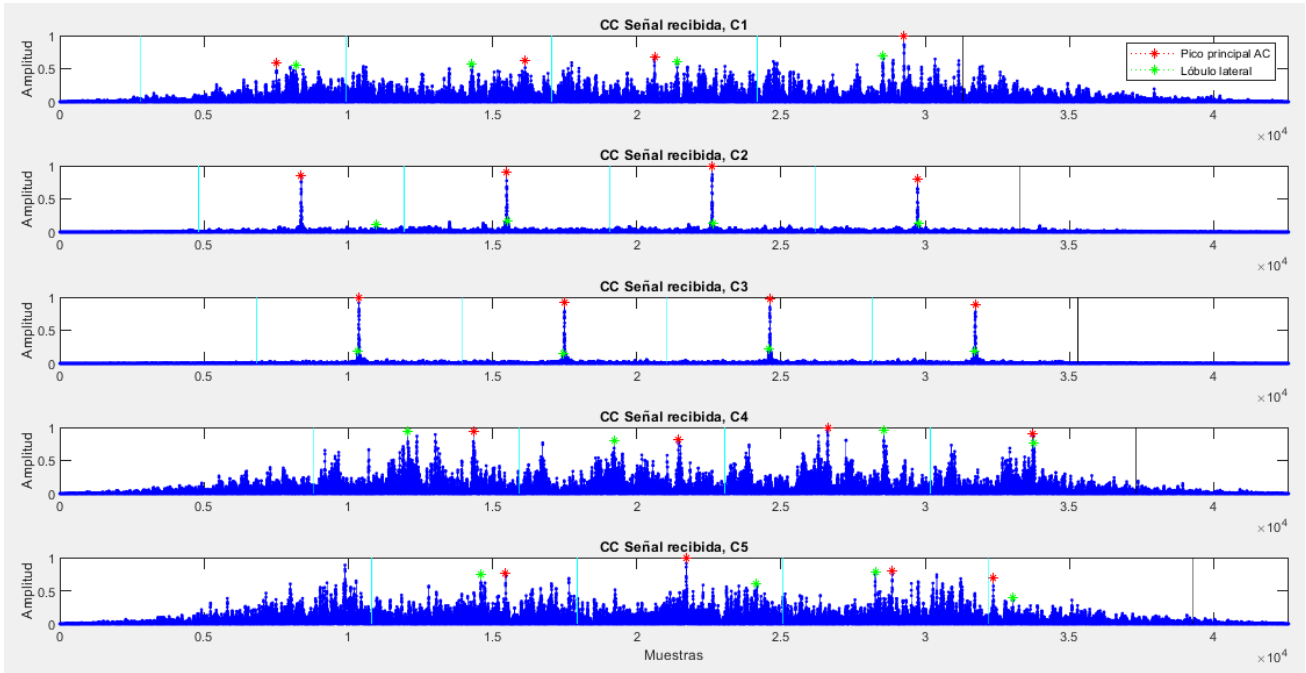 CC Señal recibida, C1
Amplitud
1
0.5
0
Pico principal AC
Lóbulo lateral
0 0.5 1 1.5 2 2.5 3 3.5 4
×10⁴
CC Señal recibida, C2
Amplitud
1
0.5
0
0 0.5 1 1.5 2 2.5 3 3.5 4
×10⁴
CC Señal recibida, C3
Amplitud
1
0.5
0
0 0.5 1 1.5 2 2.5 3 3.5 4
×10⁴
CC Señal recibida, C4
Amplitud
1
0.5
0
0 0.5 1 1.5 2 2.5 3 3.5 4
×10⁴
CC Señal recibida, C5
Amplitud
1
0.5
0
0 0.5 1 1.5 2 2.5 3 3.5 4
Muestras
×10⁴